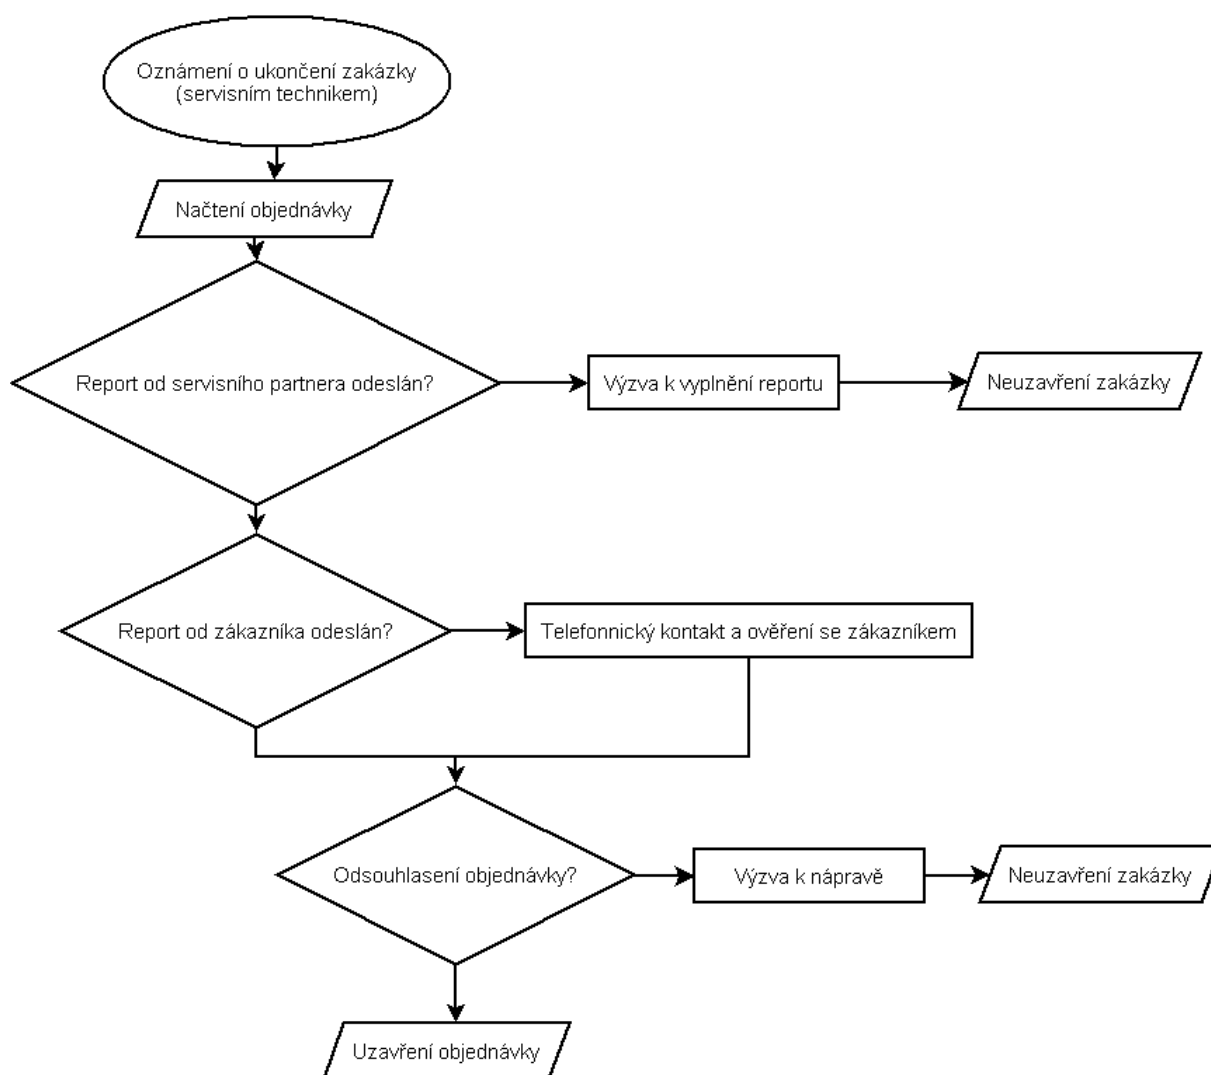 Oznámení o ukončení zakázky
(servisním technikem)
Načtení objednávky
Report od servisního partnera odeslán?
Výzva k vyplnění reportu
Neuzavření zakázky
Report od zákazníka odeslán?
Telefonnický kontakt a ověření se zákazníkem
Odsouhlasení objednávky?
Výzva k nápravě
Neuzavření zakázky
Uzavření objednávky